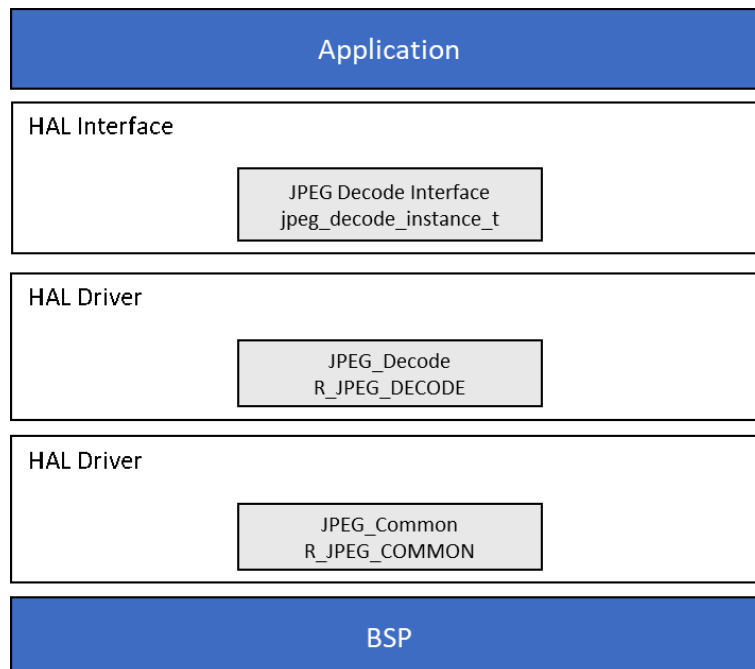 Application
HAL Interface
JPEG Decode Interface
jpeg_decode_instance_t
HAL Driver
JPEG_Decode
R_JPEG_DECODE
HAL Driver
JPEG_Common
R_JPEG_COMMON
BSP